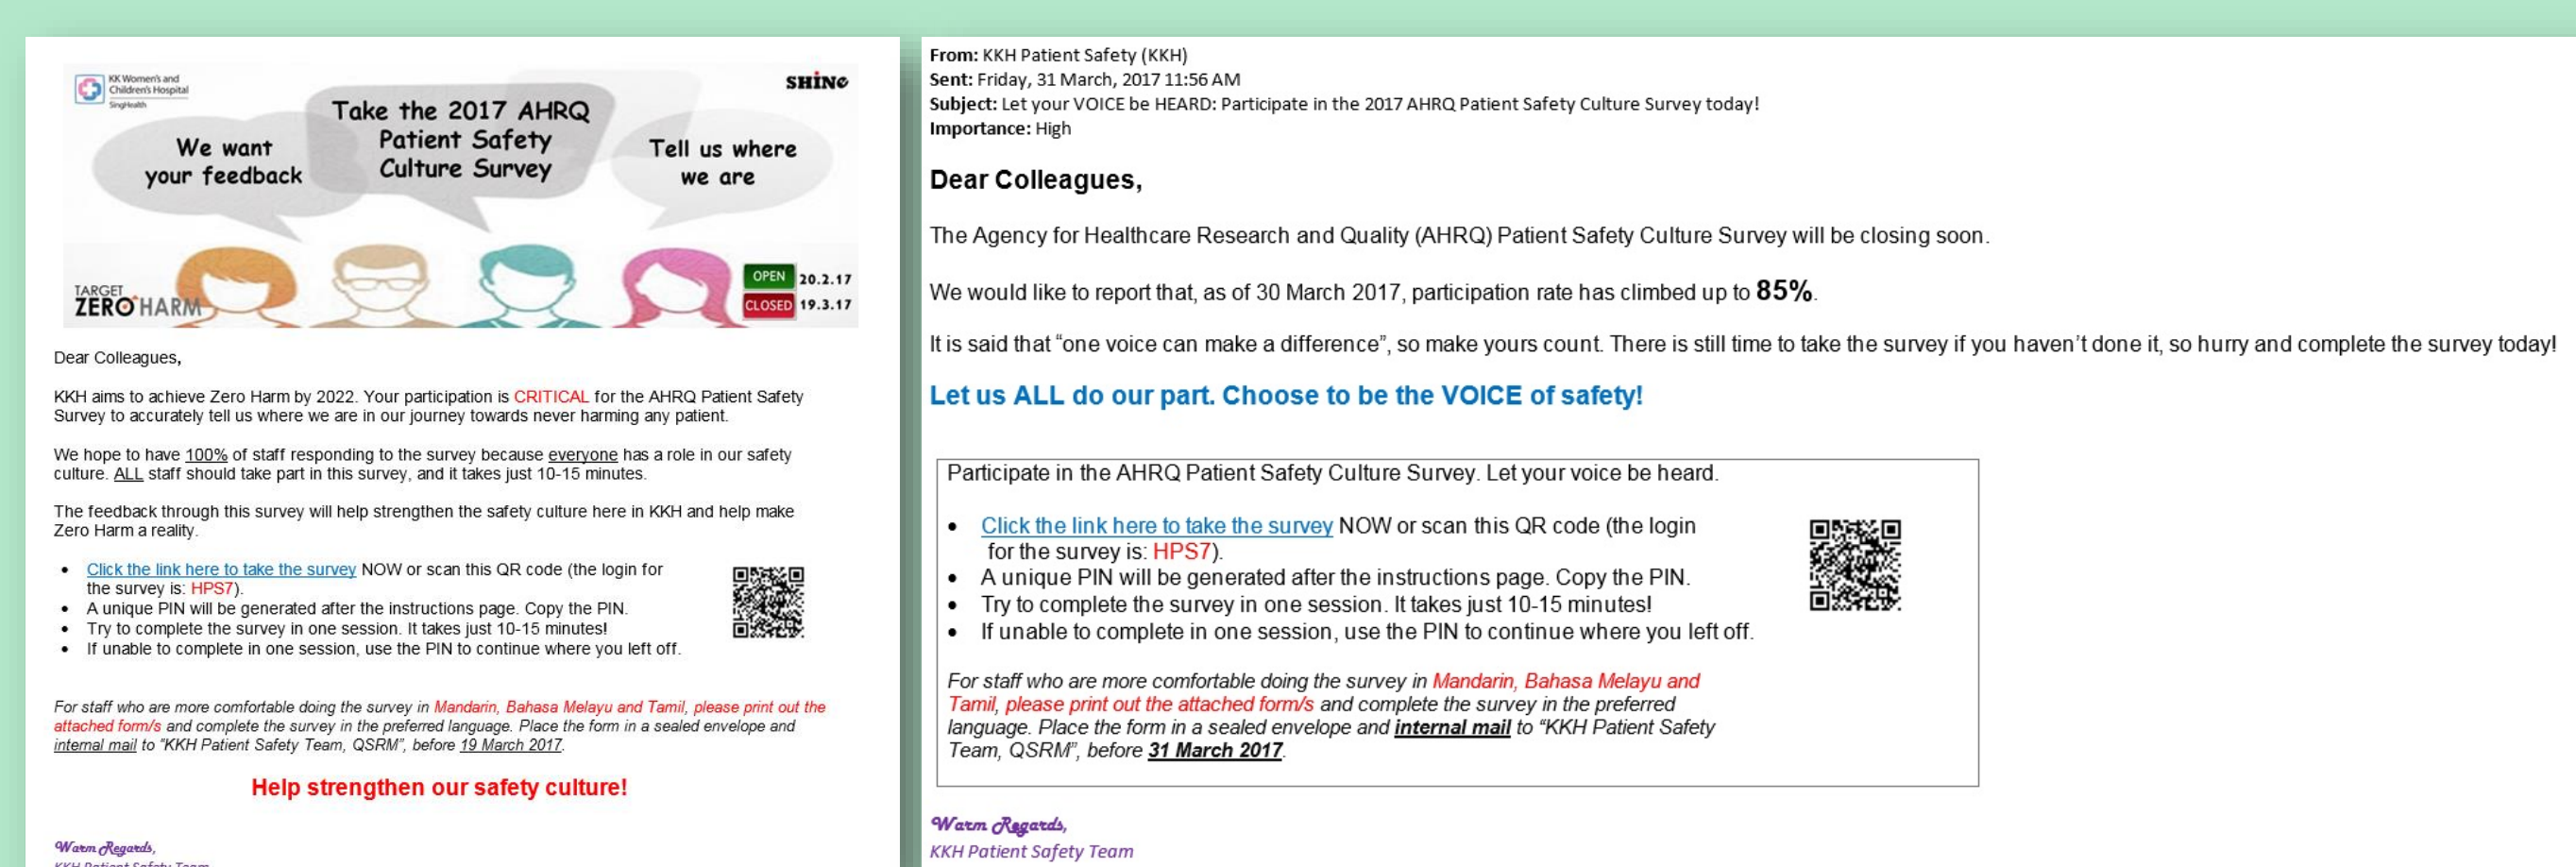 KK Women's and
Children's Hospital
SingHealth
SHINe
We want
your feedback
Take the 2017 AHRQ
Patient Safety
Culture Survey
Tell us where
we are
TARGET
ZERO HARM
OPEN 20.2.17
CLOSED 19.3.17
Dear Colleagues,
KKH aims to achieve Zero Harm by 2022. Your participation is CRITICAL for the AHRQ Patient Safety
Survey to accurately tell us where we are in our journey towards never harming any patient.
We hope to have 100% of staff responding to the survey because everyone has a role in our safety
culture. ALL staff should take part in this survey, and it takes just 10-15 minutes.
The feedback through this survey will help strengthen the safety culture here in KKH and help make
Zero Harm a reality.
• Click the link here to take the survey NOW or scan this QR code (the login for
the survey is: HPS7).
• A unique PIN will be generated after the instructions page. Copy the PIN.
• Try to complete the survey in one session. It takes just 10-15 minutes!
• If unable to complete in one session, use the PIN to continue where you left off.
For staff who are more comfortable doing the survey in Mandarin, Bahasa Melayu and Tamil, please print out the
attached form/s and complete the survey in the preferred language. Place the form in a sealed envelope and
internal mail to "KKH Patient Safety Team, QSRM", before 19 March 2017.
Help strengthen our safety culture!
Warm Regards,
KKH Patient Safety Team
From: KKH Patient Safety (KKH)
Sent: Friday, 31 March, 2017 11:56 AM
Subject: Let your VOICE be HEARD: Participate in the 2017 AHRQ Patient Safety Culture Survey today!
Importance: High
Dear Colleagues,
The Agency for Healthcare Research and Quality (AHRQ) Patient Safety Culture Survey will be closing soon.
We would like to report that, as of 30 March 2017, participation rate has climbed up to 85%.
It is said that “one voice can make a difference”, so make yours count. There is still time to take the survey if you haven’t done it, so hurry and complete the survey today!
Let us ALL do our part. Choose to be the VOICE of safety!
Participate in the AHRQ Patient Safety Culture Survey. Let your voice be heard.
• Click the link here to take the survey NOW or scan this QR code (the login
for the survey is: HPS7).
• A unique PIN will be generated after the instructions page. Copy the PIN.
• Try to complete the survey in one session. It takes just 10-15 minutes!
• If unable to complete in one session, use the PIN to continue where you left off.
For staff who are more comfortable doing the survey in Mandarin, Bahasa Melayu and
Tamil, please print out the attached form/s and complete the survey in the preferred
language. Place the form in a sealed envelope and internal mail to “KKH Patient Safety
Team, QSRM”, before 31 March 2017.
Warm Regards,
KKH Patient Safety Team